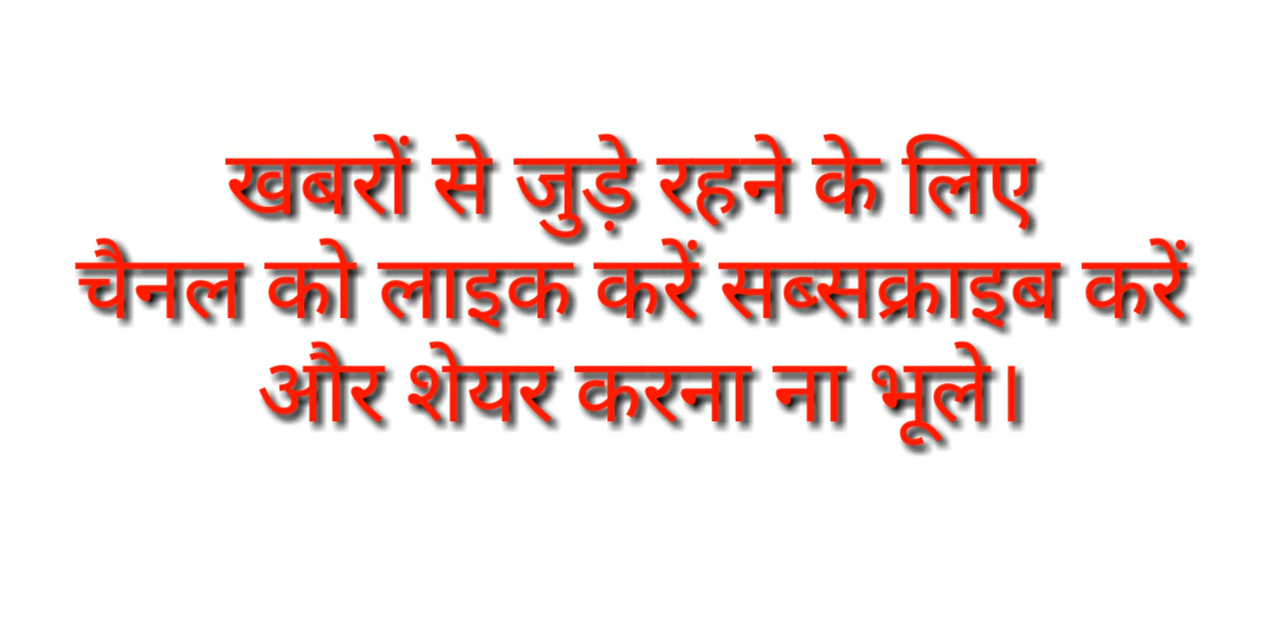 खबरों से जुड़े रहने के लिए
चैनल को लाइक करें सब्सक्राइब करें
और शेयर करना ना भूले।